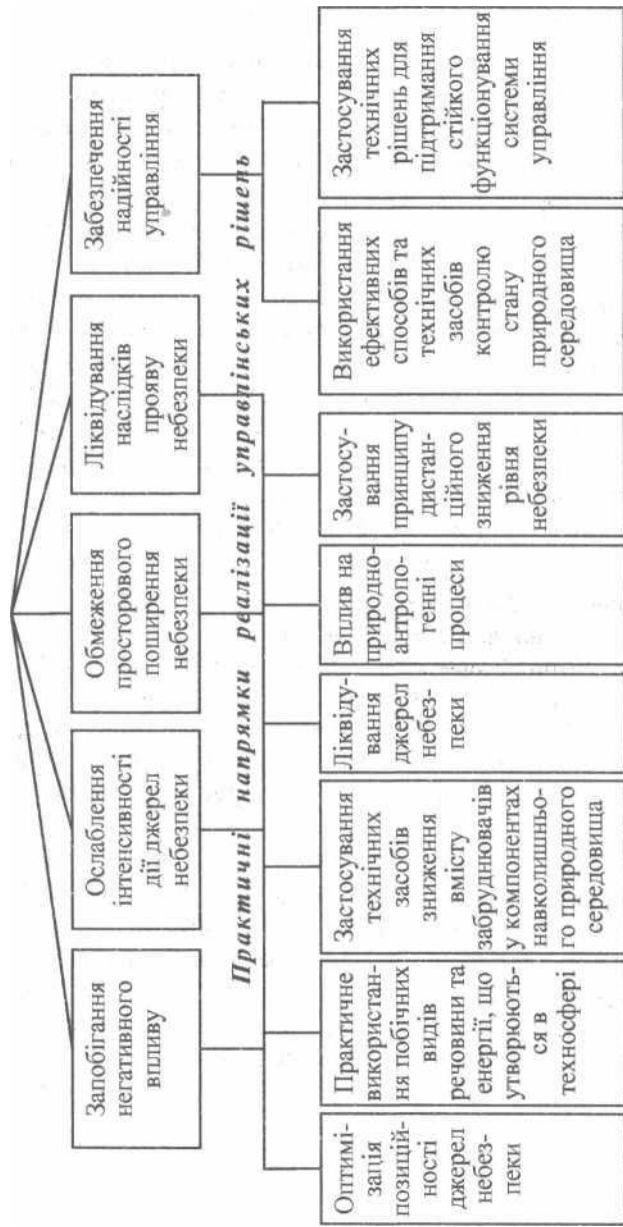 Запобігання
негативного
впливу
Ослаблення
інтенсивності
дії джерел
небезпеки
Обмеження
просторового
поширення
небезпеки
Ліквідування
наслідків
прояву
небезпеки
Забезпечення
надійності
управління
Практичні напрямки реалізації управлінських рішень
Оптимі-
зація
позицій-
ності
джерел
небез-
пеки
Практичне
використан-
ня побічних
видів
речовини та
енергії, що
утворюють-
ся в
техносфері
Застосування
технічних
засобів
зниження
вмісту
забруднювачів
у компонентах
навколишньо-
го природного
середовища
Ліквіду-
вання
джерел
небез-
пеки
Вплив на
природно-
антропо-
генні
процеси
Застосу-
вання
принципу
дистан-
ційного
зниження
рівня
небезпеки
Використання
ефективних
способів та
технічних
засобів
контролю
стану
природного
середовища
Застосування
технічних
рішень для
підтримання
стійкого
функціонування
системи
управління